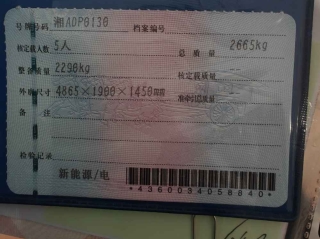 号牌号码 湘ADP0130 档案编号
核定载人数 5人 总质量 2665kg
整备质量 2290kg 核定载质量
外廓尺寸 4865×1900×1450mm 准牵引总质量
备注
检验记录
新能源/电
*4360034058840*